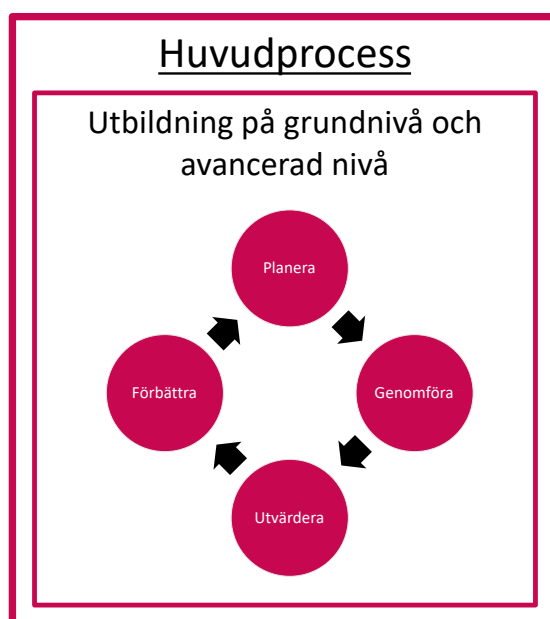 Huvudprocess
Utbildning på grundnivå och
avancerad nivå
Planera
Förbättra
Genomföra
Utvärdera